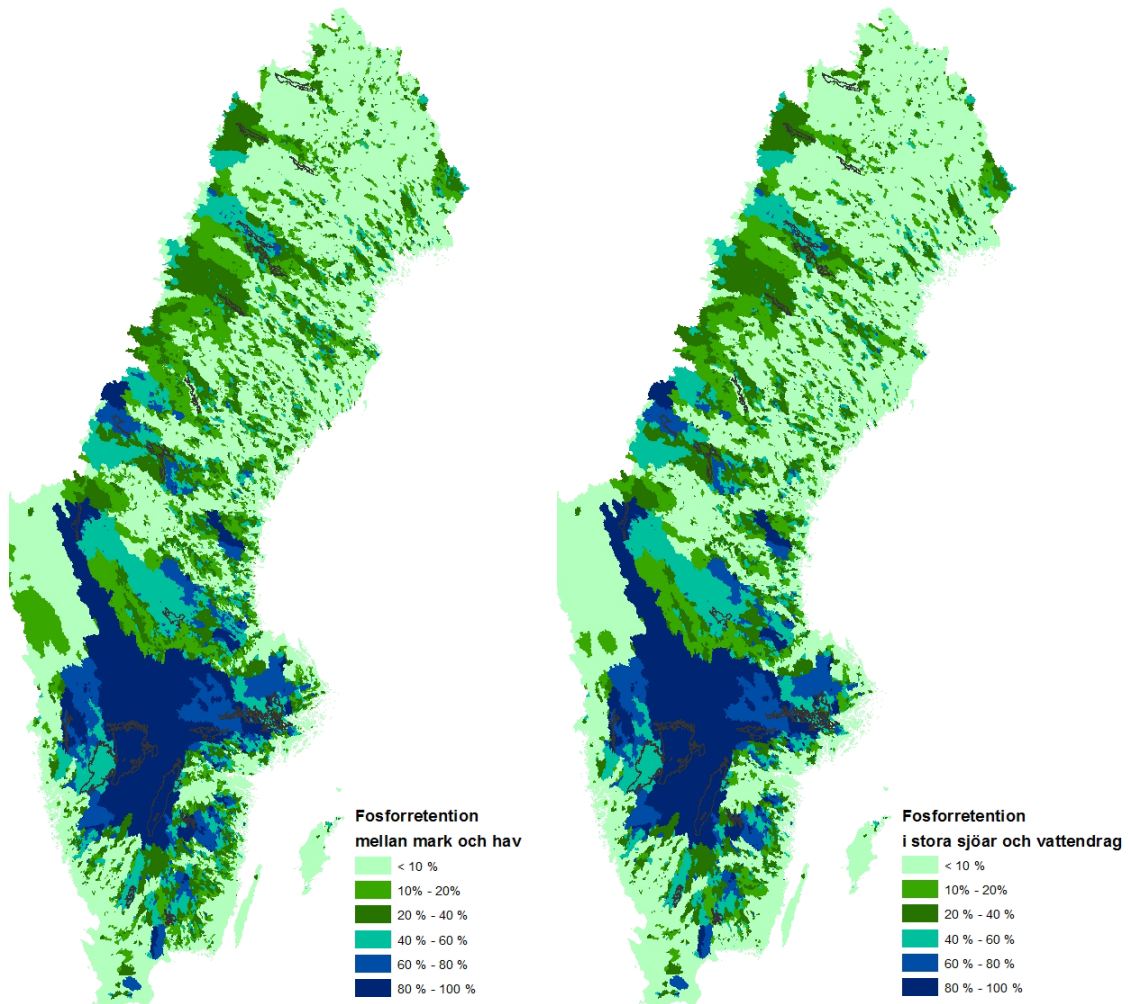 Fosforretention
mellan mark och hav
< 10 %
10% - 20%
20 % - 40 %
40 % - 60 %
60 % - 80 %
80 % - 100 %
Fosforretention
i stora sjöar och vattendrag
< 10 %
10% - 20%
20 % - 40 %
40 % - 60 %
60 % - 80 %
80 % - 100 %